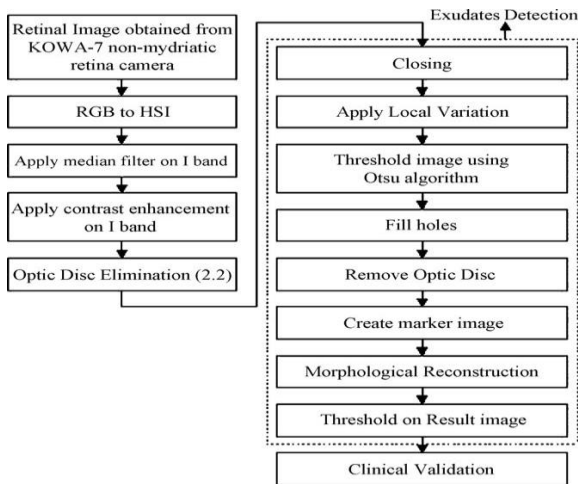 Retinal Image obtained from
KOWA-7 non-mydriatic
retina camera
RGB to HSI
Apply median filter on I band
Apply contrast enhancement
on I band
Optic Disc Elimination (2.2)
Exudates Detection
Closing
Apply Local Variation
Threshold image using
Otsu algorithm
Fill holes
Remove Optic Disc
Create marker image
Morphological Reconstruction
Threshold on Result image
Clinical Validation